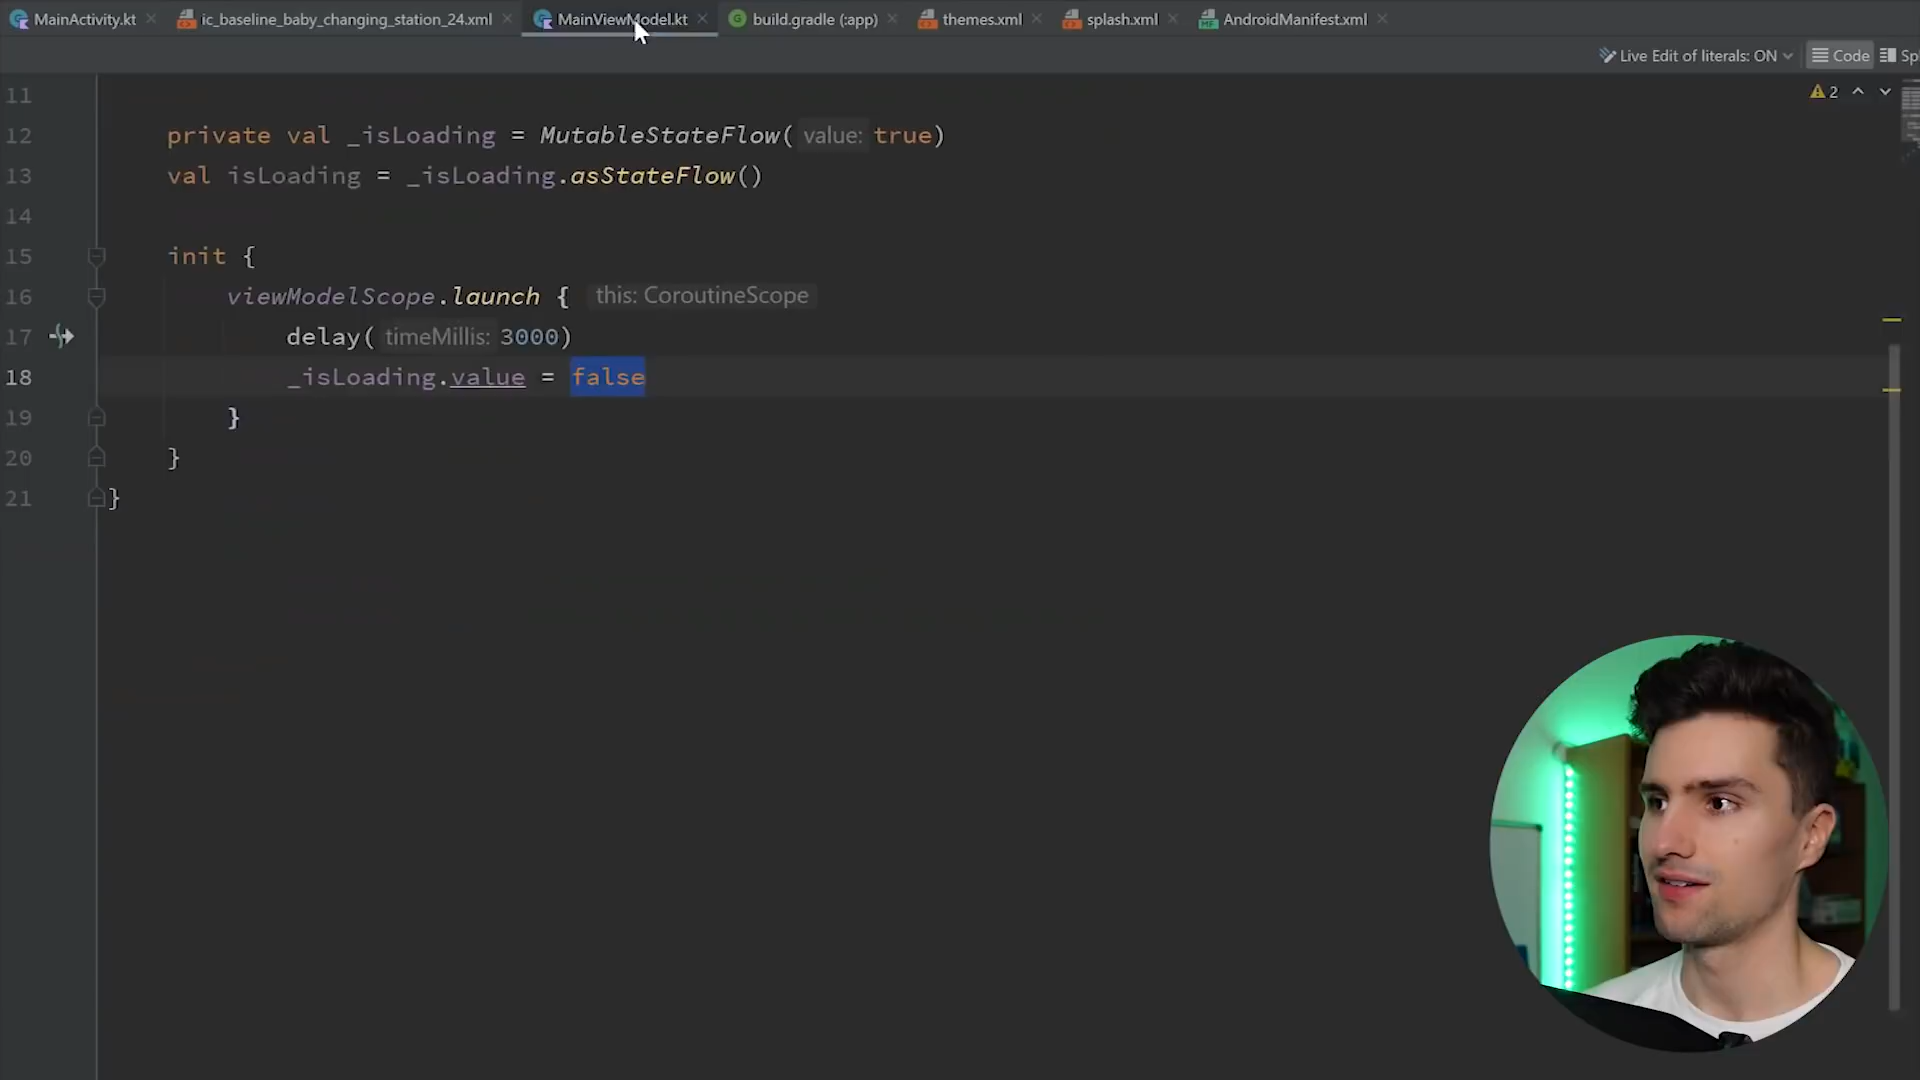 MainActivity.kt ic_baseline_baby_changing_station_24.xml MainViewModel.kt build.gradle (:app) themes.xml splash.xml AndroidManifest.xml
Live Edit of literals: ON Code Spl
2
11
12 private val _isLoading = MutableStateFlow( value: true)
13 val isLoading = _isLoading.asStateFlow()
14
15 init {
16 viewModelScope.launch { this: CoroutineScope
17 delay( timeMillis: 3000)
18 _isLoading.value = false
19 }
20 }
21 }